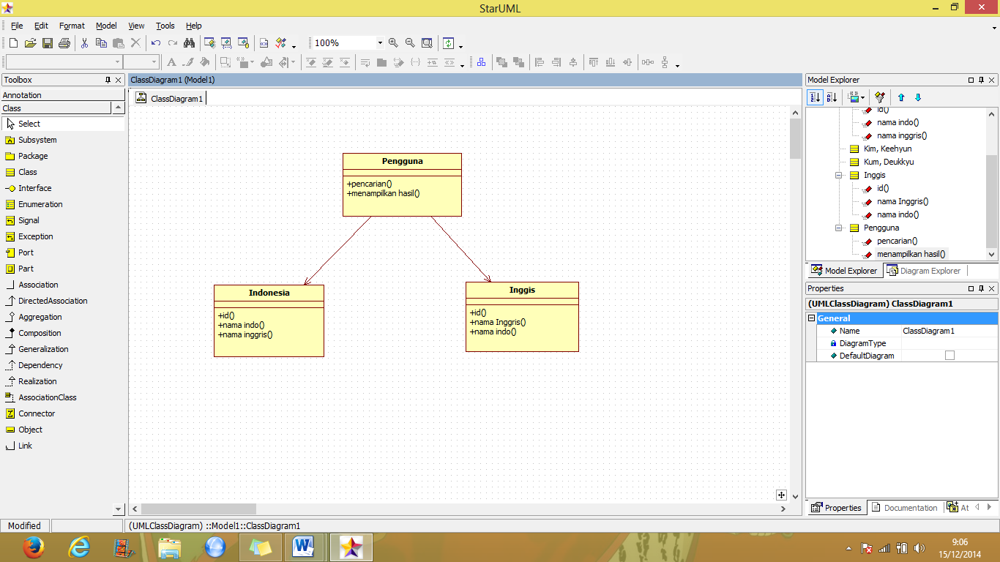 StarUML
File Edit Format Model View Tools Help
100%
Toolbox
Annotation
Class
Select
Subsystem
Package
Class
Interface
Enumeration
Signal
Exception
Port
Part
Association
DirectedAssociation
Aggregation
Composition
Generalization
Dependency
Realization
AssociationClass
Connector
Object
Link
ClassDiagram1 (Model1)
ClassDiagram1
Pengguna
+pencarian()
+menampilkan hasil()
Indonesia
+id()
+nama indo()
+nama inggris()
Inggis
+id()
+nama Inggris()
+nama indo()
Model Explorer
id()
nama indo()
nama inggris()
Kim, Keehyun
Kum, Deukkyu
Inggis
id()
nama Inggris()
nama indo()
Pengguna
pencarian()
menampilkan hasil()
Model Explorer Diagram Explorer
Properties
(UMLClassDiagram) ClassDiagram1
General
Name ClassDiagram1
DiagramType
DefaultDiagram
Properties Documentation At
Modified (UMLClassDiagram) ::Model1::ClassDiagram1
9:06
15/12/2014